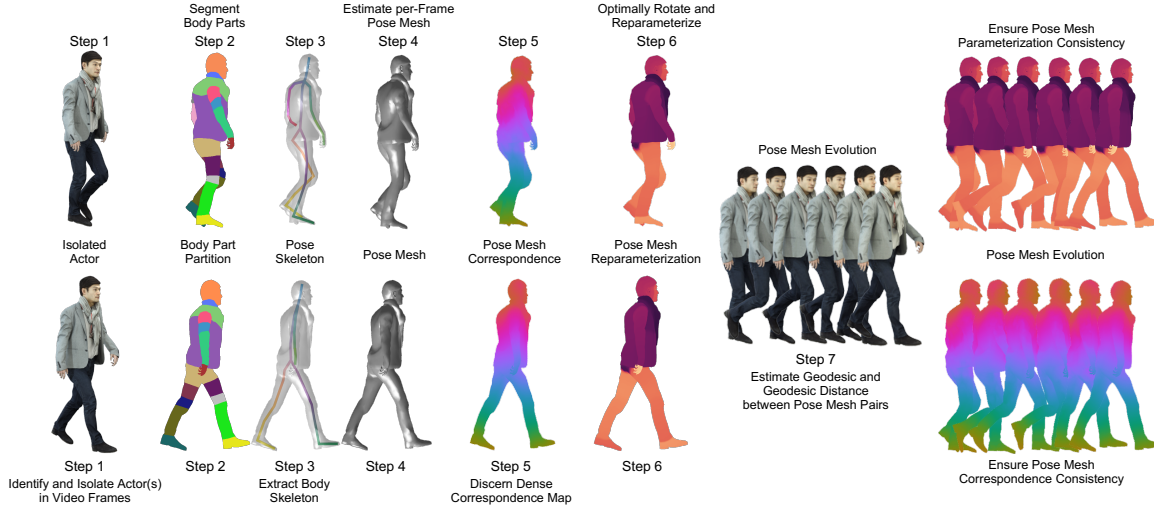 Segment
Body Parts
Estimate per-Frame
Pose Mesh
Optimally Rotate and
Reparameterize
Ensure Pose Mesh
Parameterization Consistency
Step 1
Step 2
Step 3
Step 4
Step 5
Step 6
Pose Mesh Evolution
Isolated
Actor
Body Part
Partition
Pose
Skeleton
Pose Mesh
Pose Mesh
Correspondence
Pose Mesh
Reparameterization
Pose Mesh Evolution
Step 7
Estimate Geodesic and
Geodesic Distance
between Pose Mesh Pairs
Step 1
Step 2
Step 3
Step 4
Step 5
Step 6
Identify and Isolate Actor(s)
in Video Frames
Extract Body
Skeleton
Discern Dense
Correspondence Map
Ensure Pose Mesh
Correspondence Consistency